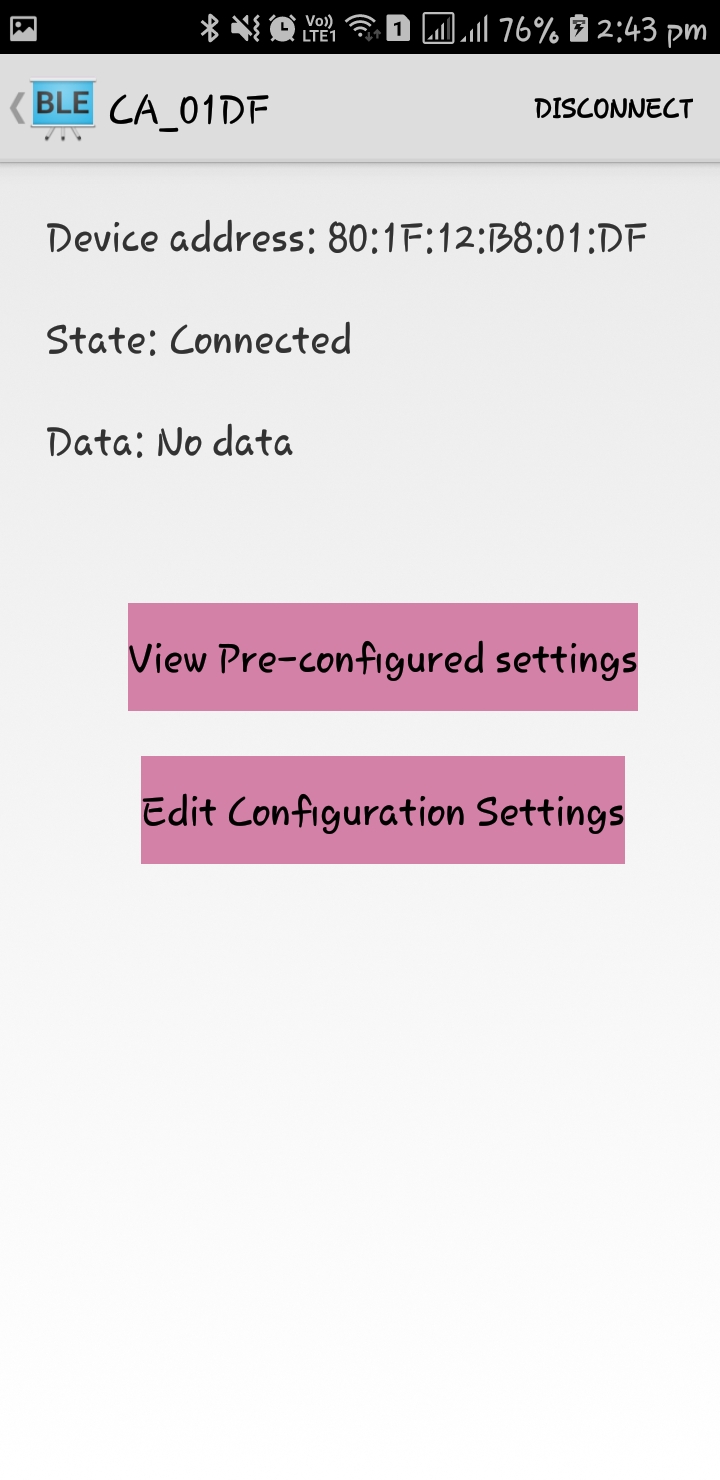 Vo)) LTE1 1 76% 2:43 pm
BLE CA_01DF DISCONNECT
Device address: 80:1F:12:B8:01:DF
State: Connected
Data: No data
View Pre-configured settings
Edit Configuration Settings